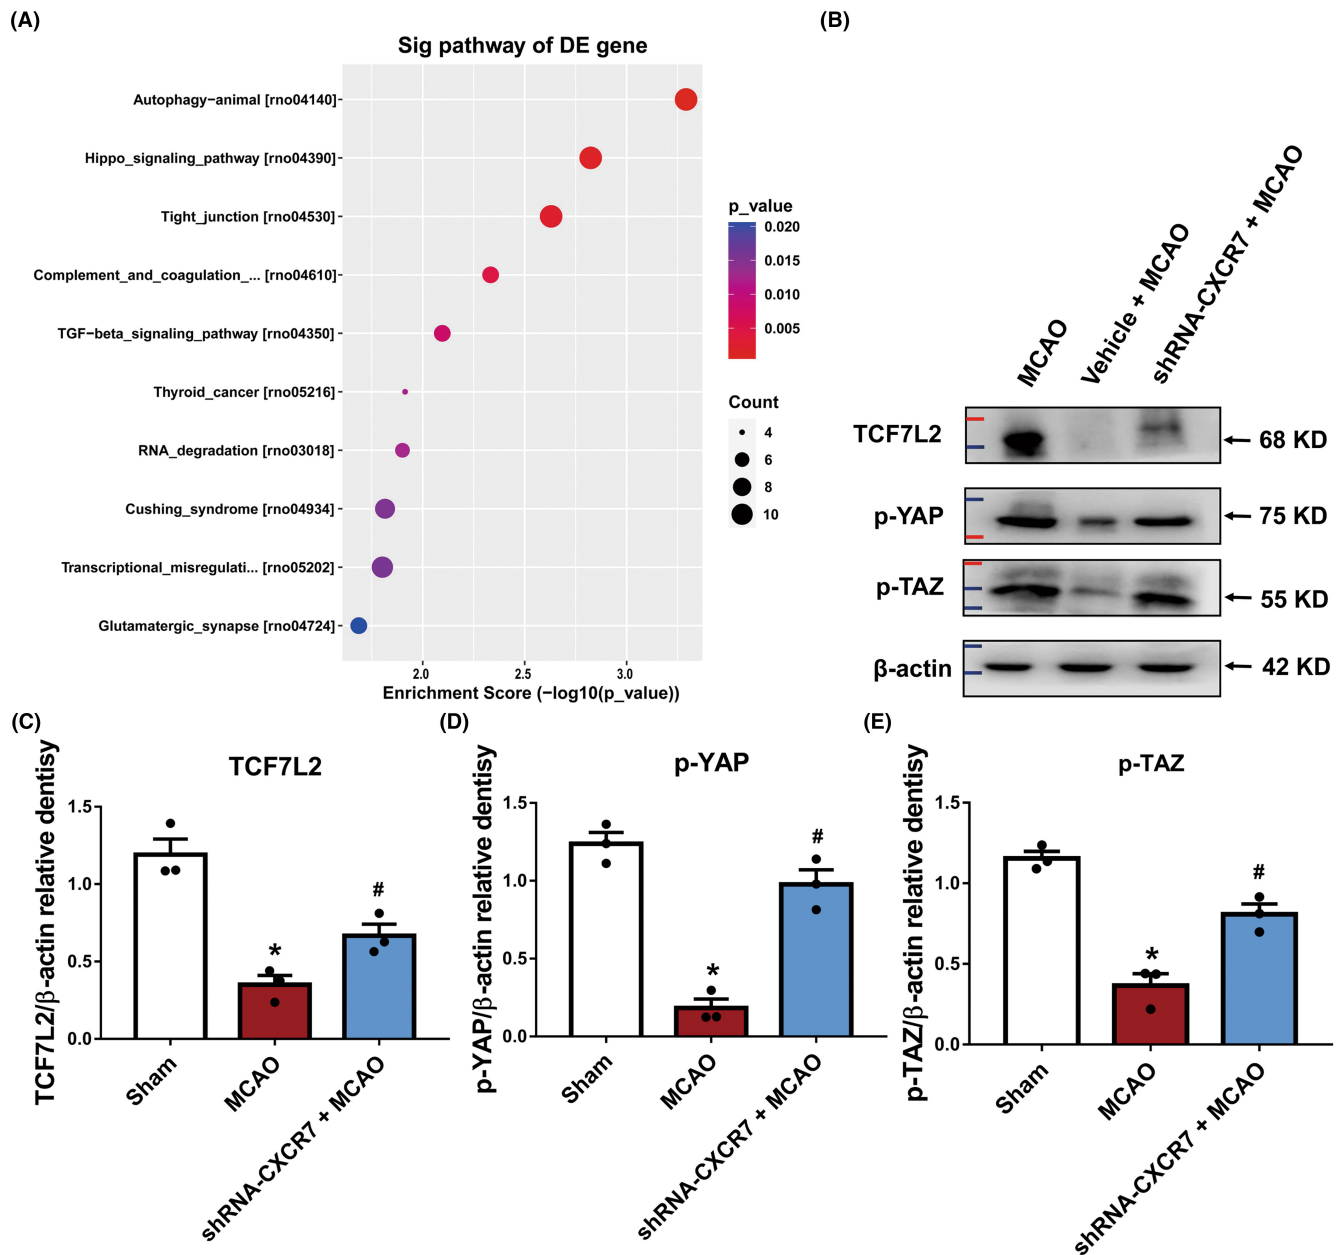 (A)
Sig pathway of DE gene
Autophagy−animal [rno04140]
Hippo_signaling_pathway [rno04390]
Tight_junction [rno04530]
Complement_and_coagulation_... [rno04610]
TGF−beta_signaling_pathway [rno04350]
Thyroid_cancer [rno05216]
RNA_degradation [rno03018]
Cushing_syndrome [rno04934]
Transcriptional_misregulati... [rno05202]
Glutamatergic_synapse [rno04724]
2.0 2.5 3.0
Enrichment Score (−log10(p_value))
p_value
0.020
0.015
0.010
0.005
Count
4
6
8
10
(B)
MCAO
Vehicle + MCAO
shRNA-CXCR7 + MCAO
TCF7L2
68 KD
p-YAP
75 KD
p-TAZ
55 KD
β-actin
42 KD
(C)
TCF7L2
TCF7L2/β-actin relative dentisy
1.5
1.0
0.5
0.0
*
#
Sham
MCAO
shRNA-CXCR7 + MCAO
(D)
p-YAP
p-YAP/β-actin relative dentisy
1.5
1.0
0.5
0.0
*
#
Sham
MCAO
shRNA-CXCR7 + MCAO
(E)
p-TAZ
p-TAZ/β-actin relative dentisy
1.5
1.0
0.5
0.0
*
#
Sham
MCAO
shRNA-CXCR7 + MCAO